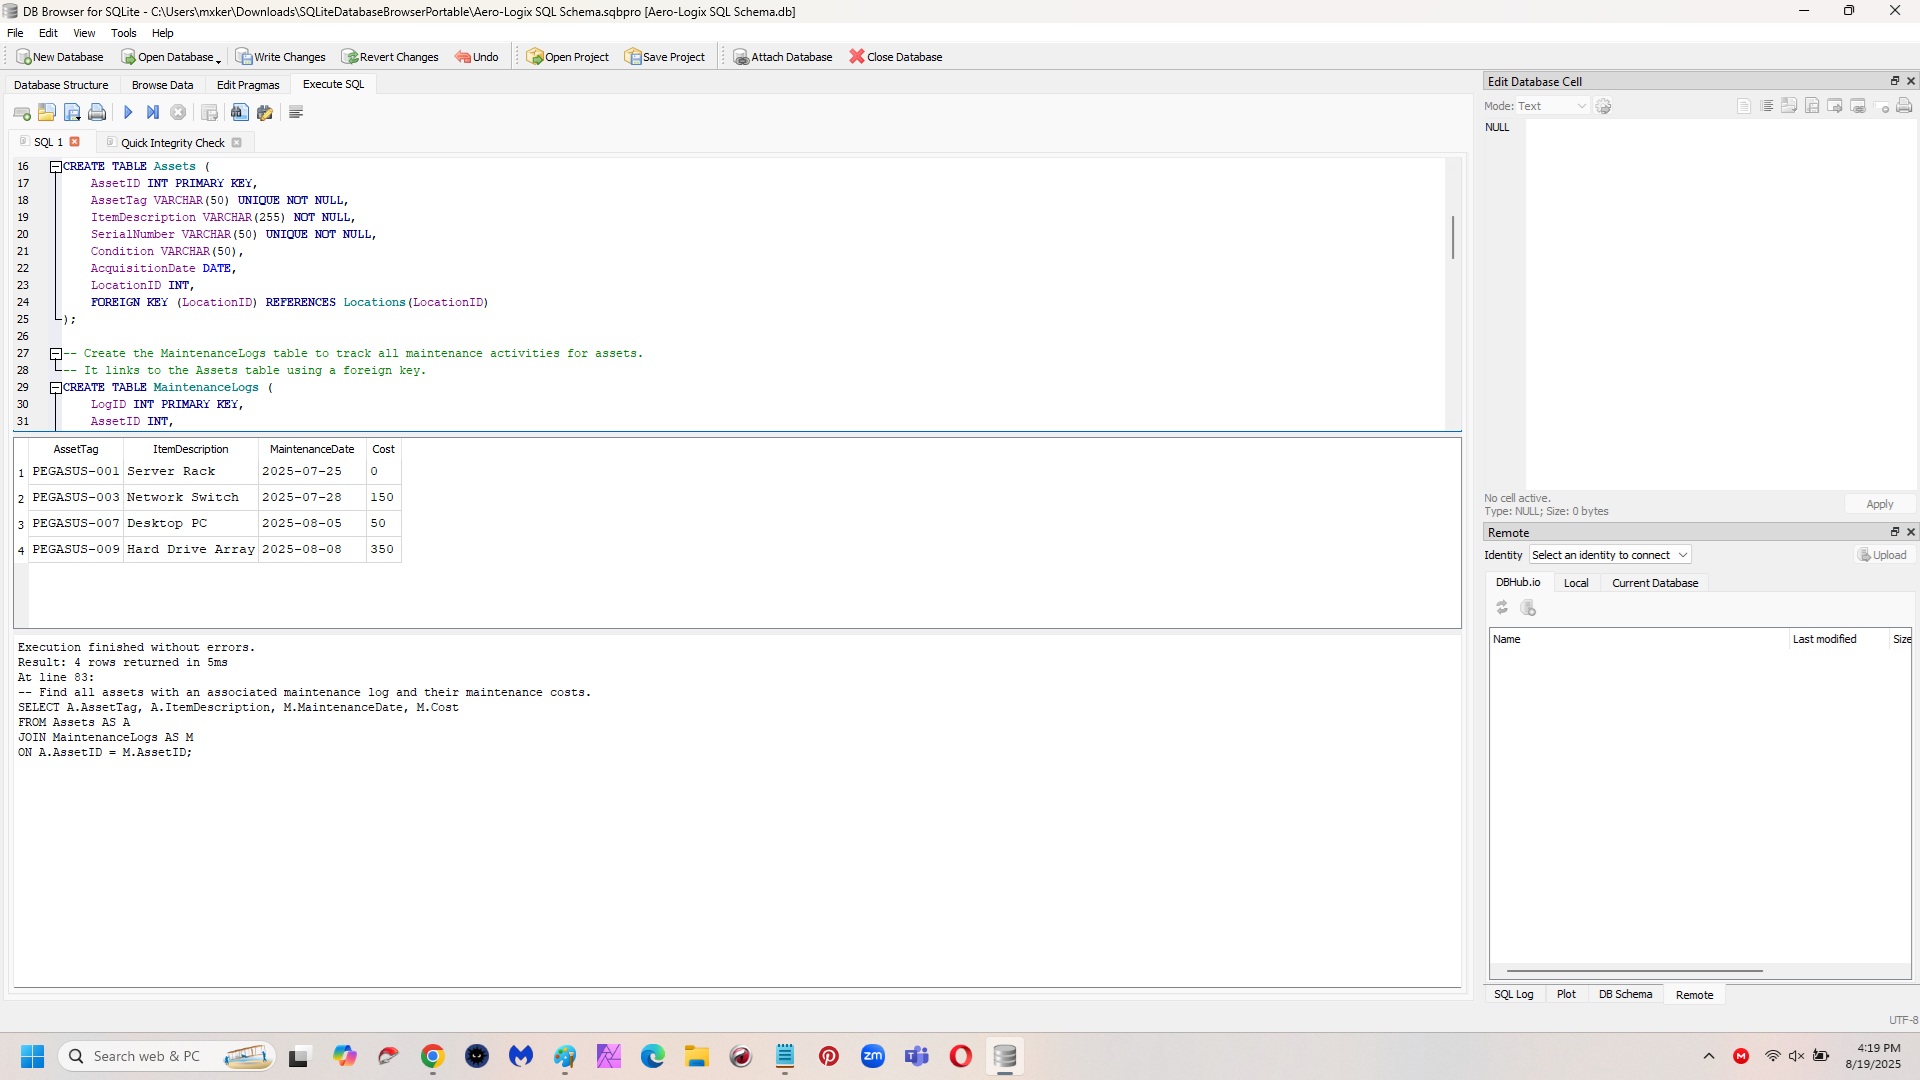 DB Browser for SQLite - C:\Users\mxker\Downloads\SQLiteDatabaseBrowserPortable\Aero-Logix SQL Schema.sqbpro [Aero-Logix SQL Schema.db]
File Edit View Tools Help
New Database Open Database Write Changes Revert Changes Undo Open Project Save Project Attach Database Close Database
Database Structure Browse Data Edit Pragmas Execute SQL
SQL 1 Quick Integrity Check
16 CREATE TABLE Assets (
17 AssetID INT PRIMARY KEY,
18 AssetTag VARCHAR(50) UNIQUE NOT NULL,
19 ItemDescription VARCHAR(255) NOT NULL,
20 SerialNumber VARCHAR(50) UNIQUE NOT NULL,
21 Condition VARCHAR(50),
22 AcquisitionDate DATE,
23 LocationID INT,
24 FOREIGN KEY (LocationID) REFERENCES Locations(LocationID)
25 );
26
27 -- Create the MaintenanceLogs table to track all maintenance activities for assets.
28 -- It links to the Assets table using a foreign key.
29 CREATE TABLE MaintenanceLogs (
30 LogID INT PRIMARY KEY,
31 AssetID INT,
AssetTag ItemDescription MaintenanceDate Cost
1 PEGASUS-001 Server Rack 2025-07-25 0
2 PEGASUS-003 Network Switch 2025-07-28 150
3 PEGASUS-007 Desktop PC 2025-08-05 50
4 PEGASUS-009 Hard Drive Array 2025-08-08 350
Execution finished without errors.
Result: 4 rows returned in 5ms
At line 83:
-- Find all assets with an associated maintenance log and their maintenance costs.
SELECT A.AssetTag, A.ItemDescription, M.MaintenanceDate, M.Cost
FROM Assets AS A
JOIN MaintenanceLogs AS M
ON A.AssetID = M.AssetID;
Edit Database Cell
Mode: Text
NULL
No cell active.
Type: NULL; Size: 0 bytes
Apply
Remote
Identity Select an identity to connect Upload
DBHub.io Local Current Database
Name Last modified Size
SQL Log Plot DB Schema Remote
UTF-8
Search web & PC
zm
M
4:19 PM
8/19/2025